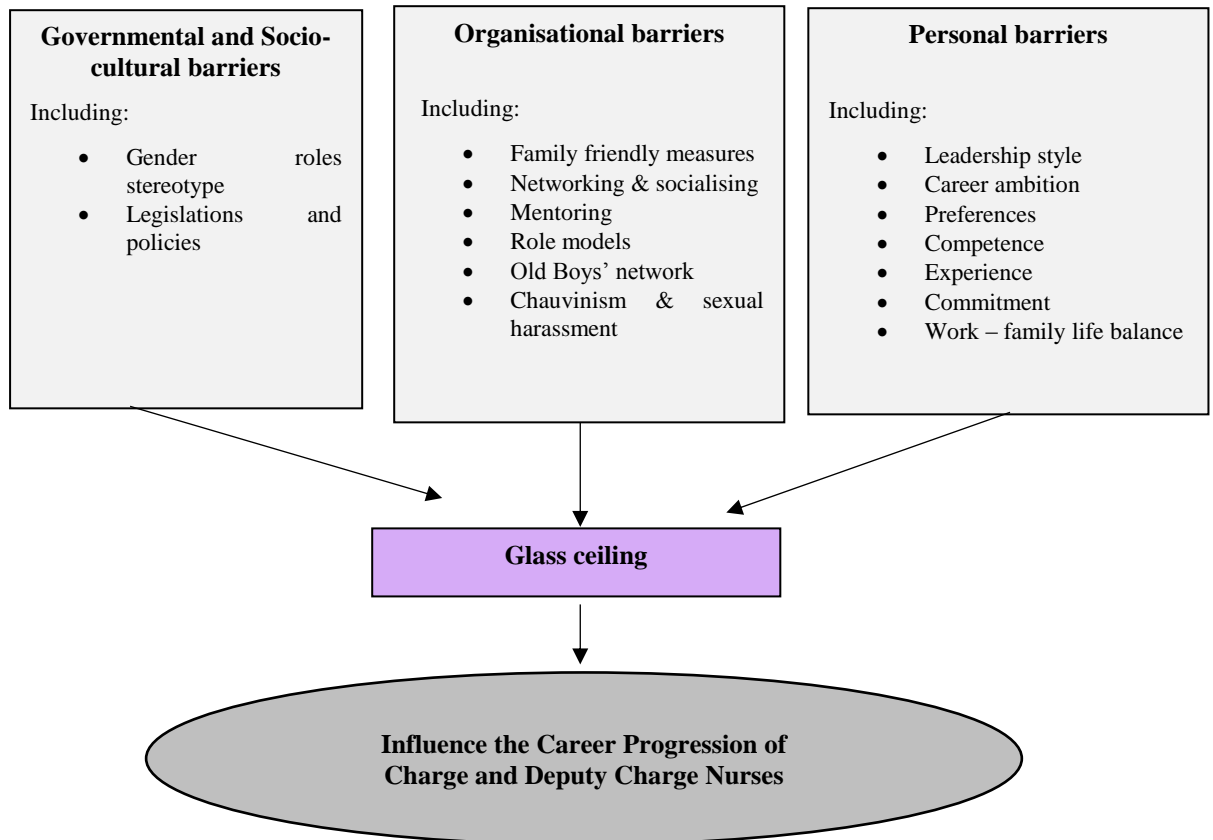 Governmental and Socio-
cultural barriers
Including:
• Gender roles
stereotype
• Legislations and
policies
Organisational barriers
Including:
• Family friendly measures
• Networking & socialising
• Mentoring
• Role models
• Old Boys’ network
• Chauvinism & sexual
harassment
Personal barriers
Including:
• Leadership style
• Career ambition
• Preferences
• Competence
• Experience
• Commitment
• Work – family life balance
Glass ceiling
Influence the Career Progression of
Charge and Deputy Charge Nurses